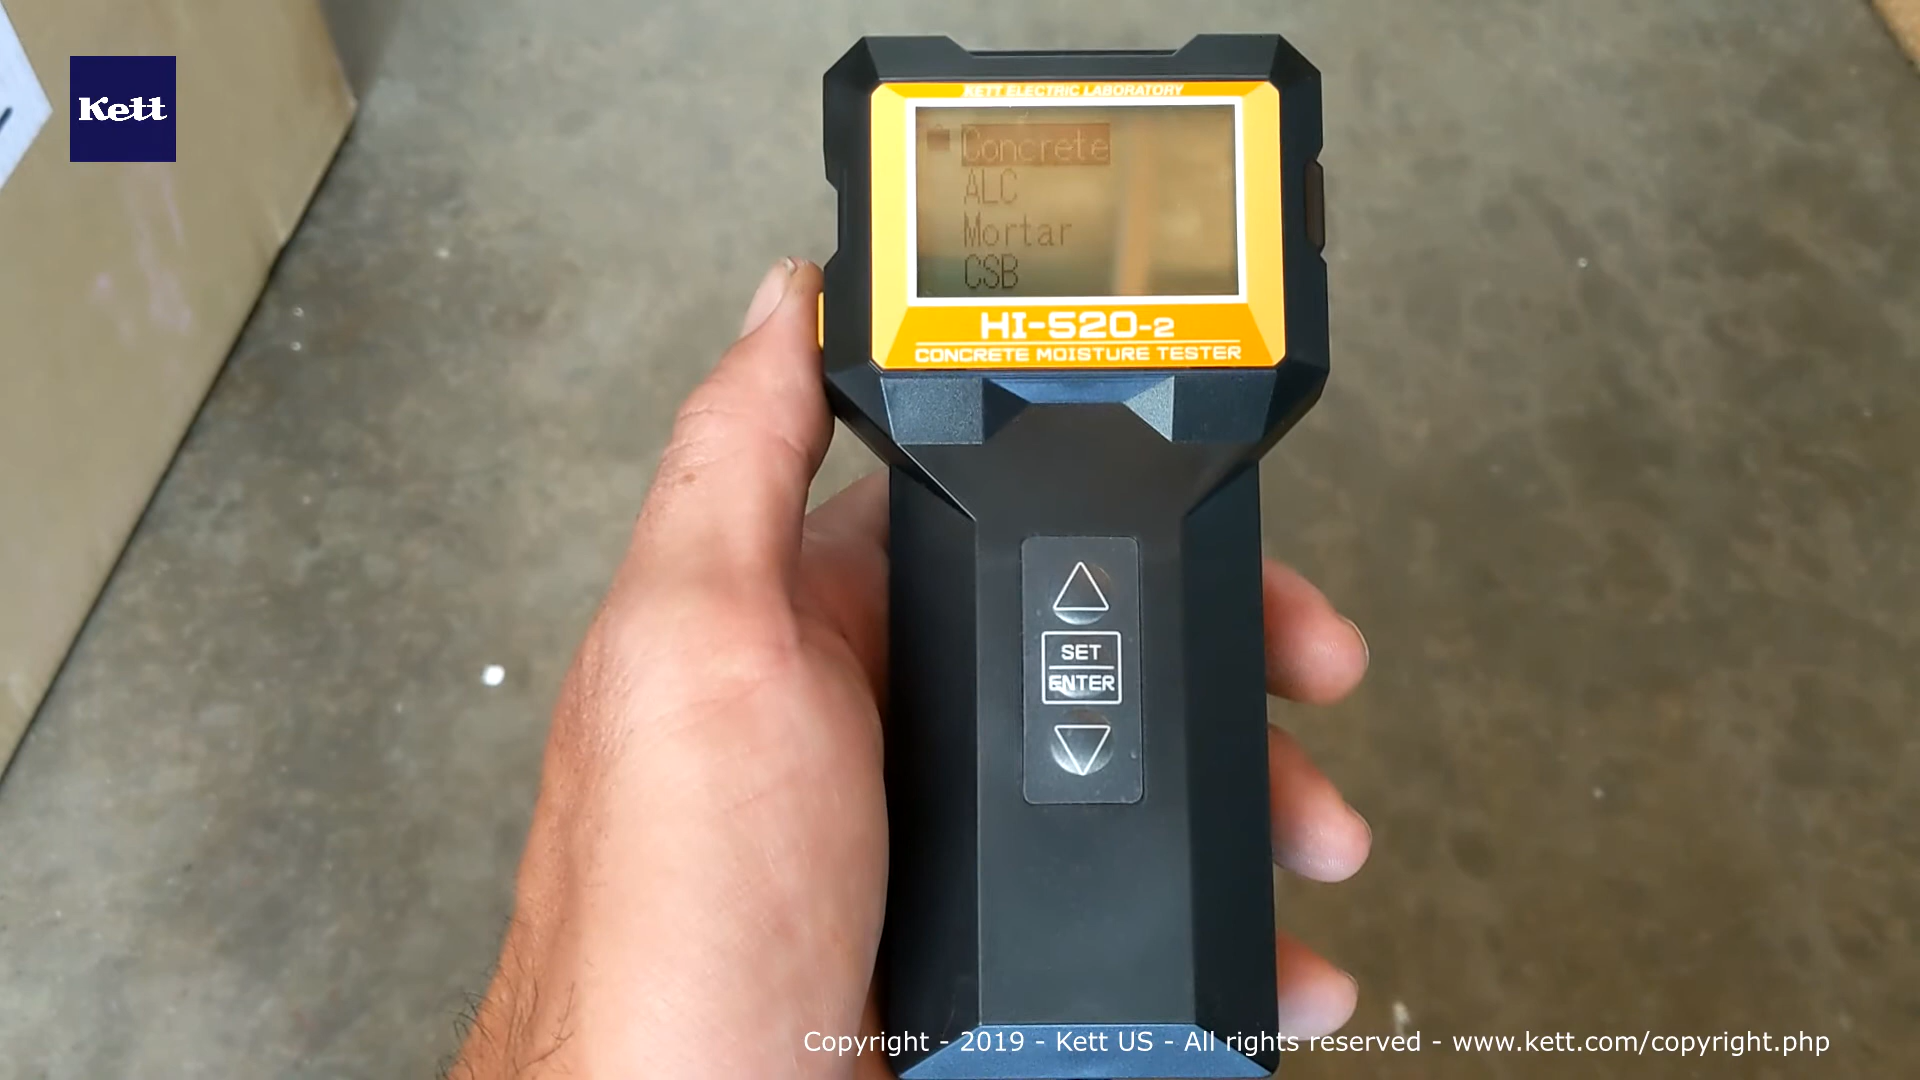 Kett
KETT ELECTRIC LABORATORY
Concrete
ALC
Mortar
CSB
HI-520-2
CONCRETE MOISTURE TESTER
SET
ENTER
Copyright - 2019 - Kett US - All rights reserved - www.kett.com/copyright.php